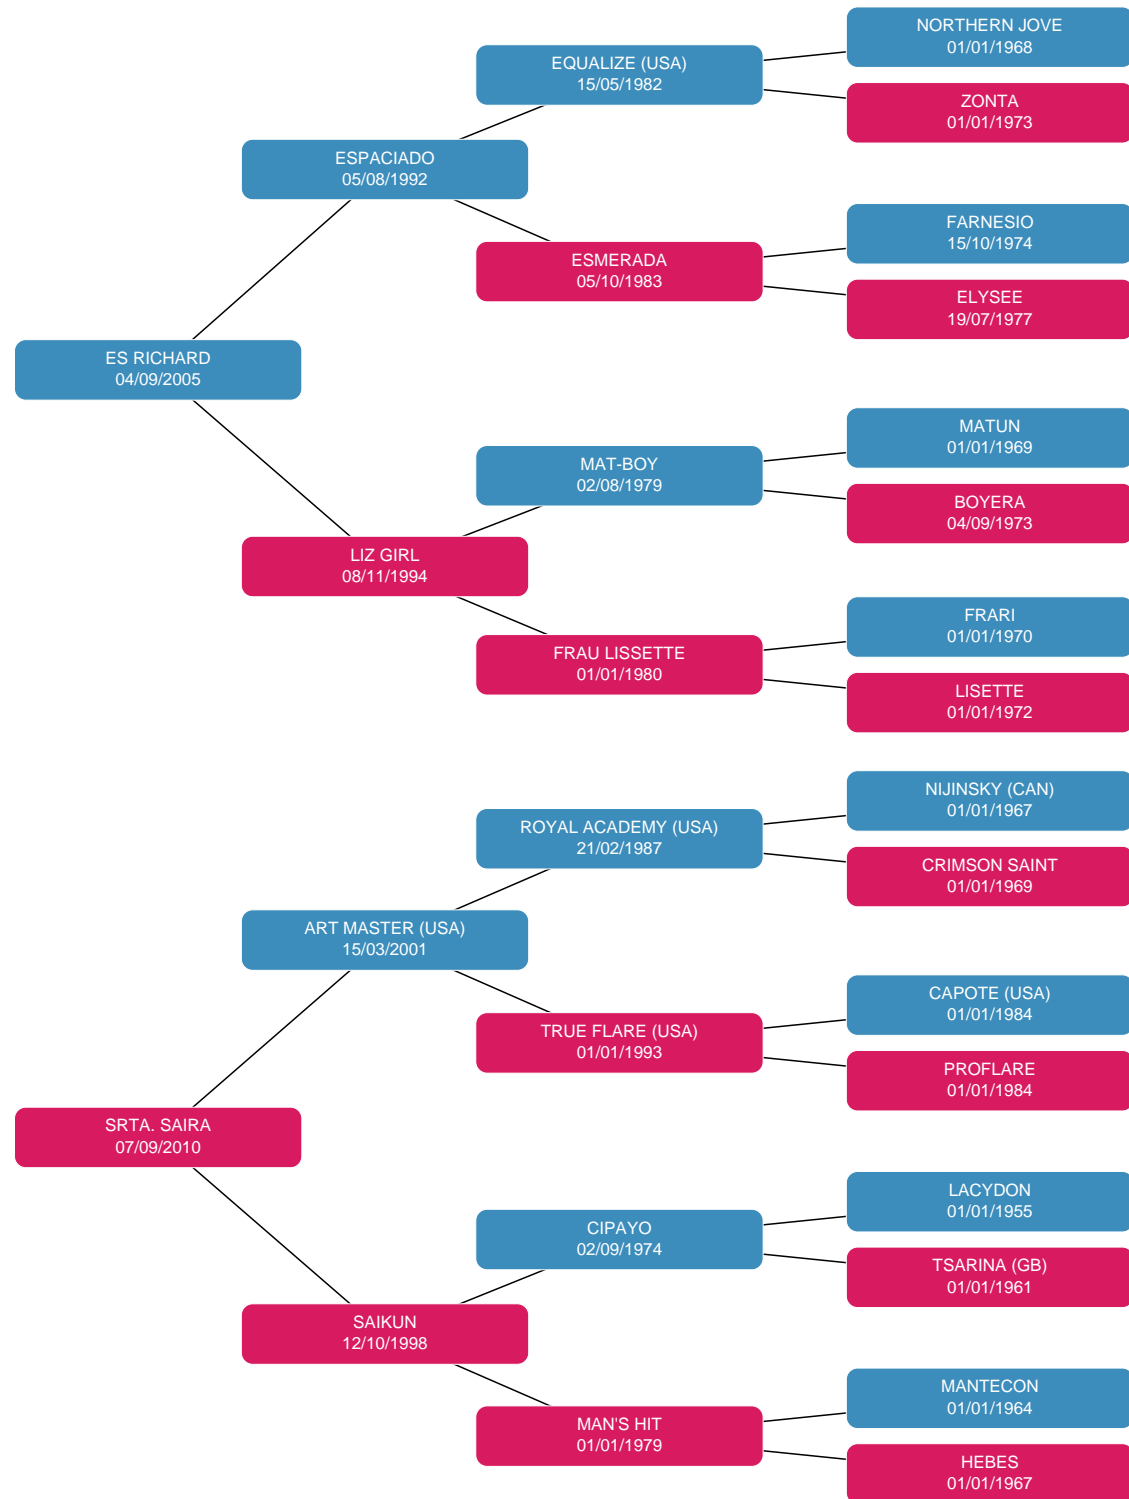 NORTHERN JOVE
01/01/1968
EQUALIZE (USA)
15/05/1982
ZONTA
01/01/1973
ESPACIADO
05/08/1992
FARNESIO
15/10/1974
ESMERADA
05/10/1983
ELYSEE
19/07/1977
ES RICHARD
04/09/2005
MATUN
01/01/1969
MAT-BOY
02/08/1979
BOYERA
04/09/1973
LIZ GIRL
08/11/1994
FRARI
01/01/1970
FRAU LISSETTE
01/01/1980
LISETTE
01/01/1972
NIJINSKY (CAN)
01/01/1967
ROYAL ACADEMY (USA)
21/02/1987
CRIMSON SAINT
01/01/1969
ART MASTER (USA)
15/03/2001
CAPOTE (USA)
01/01/1984
TRUE FLARE (USA)
01/01/1993
PROFLARE
01/01/1984
SRTA. SAIRA
07/09/2010
LACYDON
01/01/1955
CIPAYO
02/09/1974
TSARINA (GB)
01/01/1961
SAIKUN
12/10/1998
MANTECON
01/01/1964
MAN'S HIT
01/01/1979
HEBES
01/01/1967